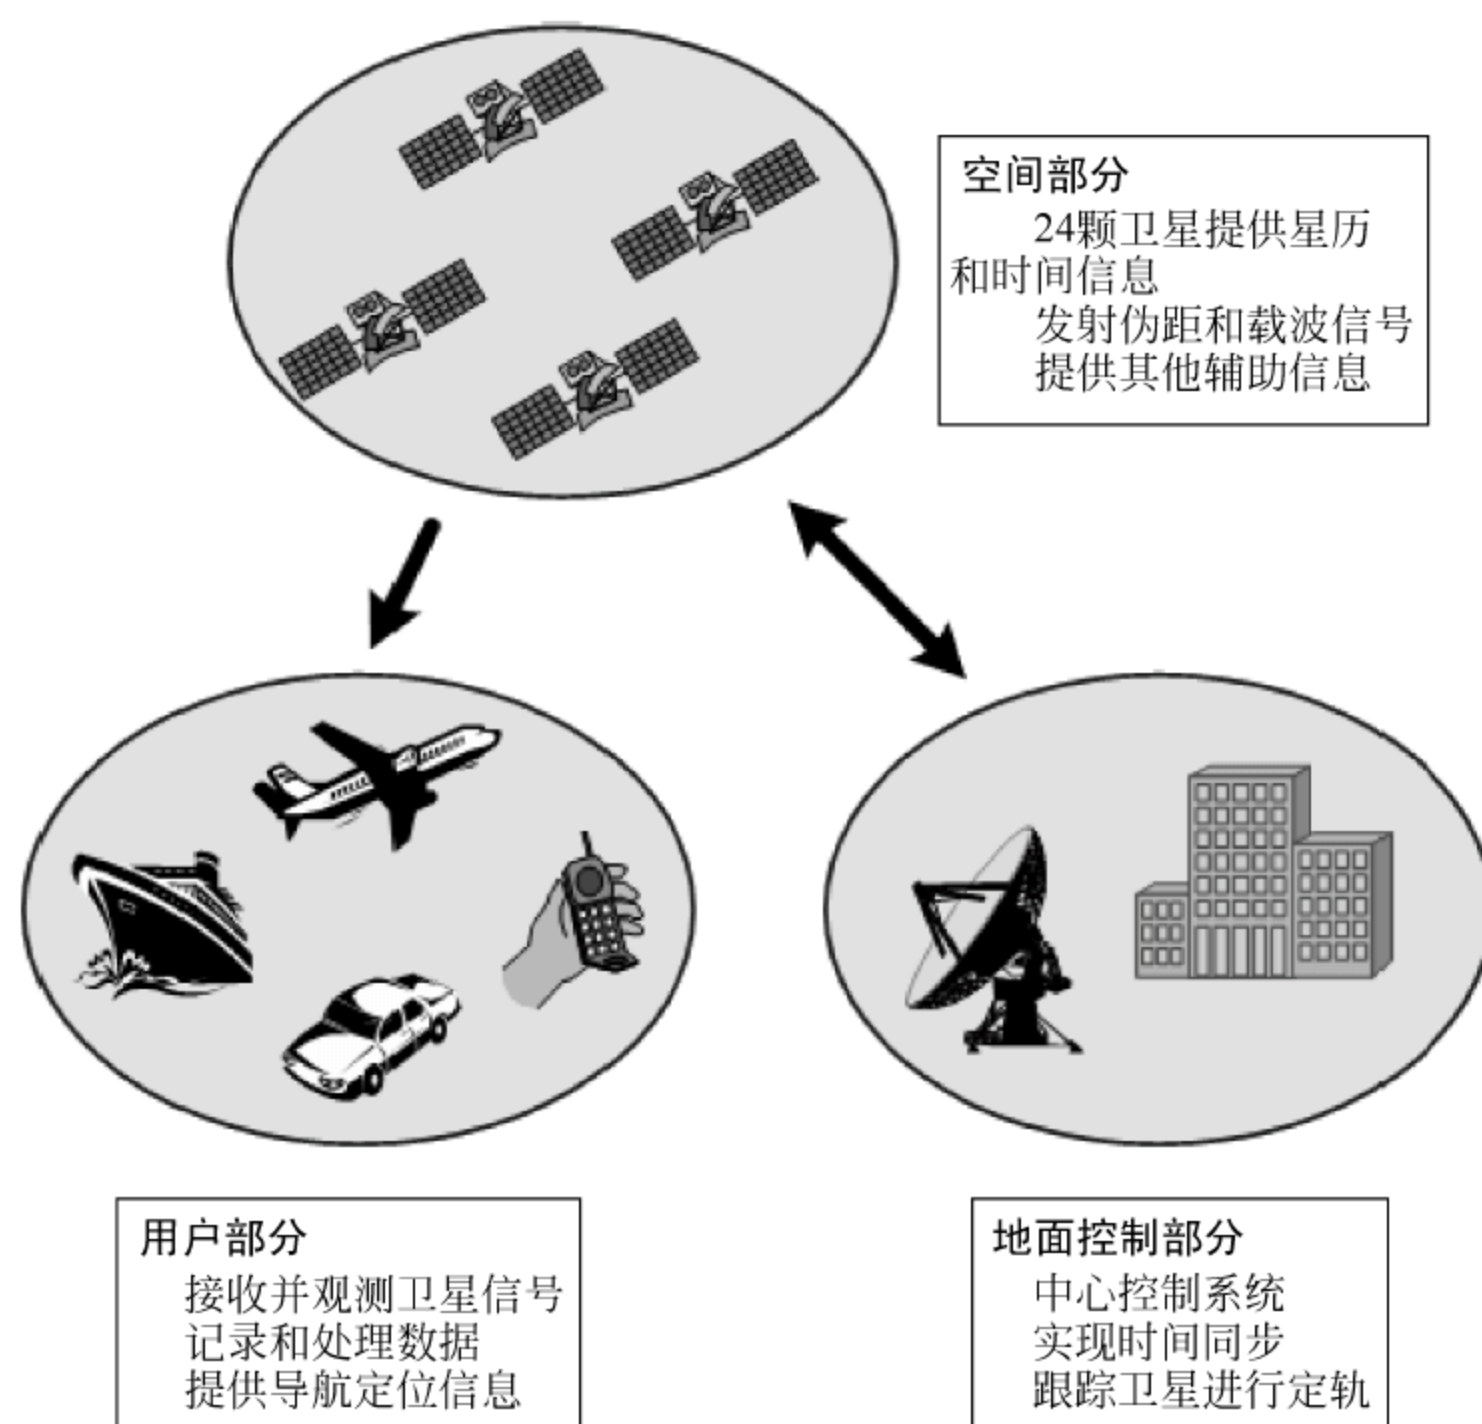 空间部分
24颗卫星提供星历
和时间信息
发射伪距和载波信号
提供其他辅助信息
用户部分
接收并观测卫星信号
记录和处理数据
提供导航定位信息
地面控制部分
中心控制系统
实现时间同步
跟踪卫星进行定轨